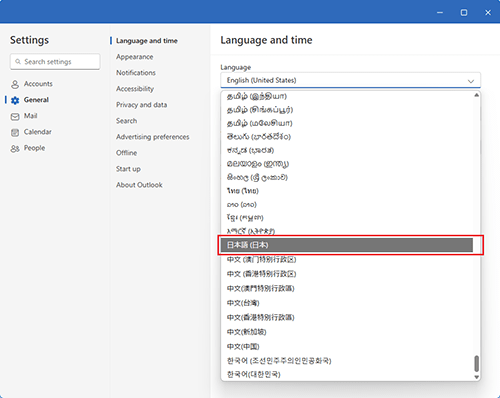 Settings
Search settings
Accounts
General
Mail
Calendar
People
Language and time
Appearance
Notifications
Accessibility
Privacy and data
Search
Advertising preferences
Offline
Start up
About Outlook
Language and time
Language
English (United States)
தமிழ் (இந்தியா)
தமிழ் (சிங்கப்பூர்)
தமிழ் (மலேசியா)
తెలుగు (భారతదేశం)
ಕನ್ನಡ (ಭಾರತ)
മലയാളം (ഇന്ത്യ)
සිංහල (ශ්‍රී ලංකාව)
ไทย (ไทย)
ລາວ (ລາວ)
ខ្មែរ (កម្ពុជា)
አማርኛ (ኢትዮጵያ)
日本語 (日本)
中文 (澳门特别行政区)
中文 (香港特别行政区)
中文(澳門特別行政區)
中文(台灣)
中文(香港特別行政區)
中文(新加坡)
中文(中国)
한국어 (조선민주주의인민공화국)
한국어(대한민국)